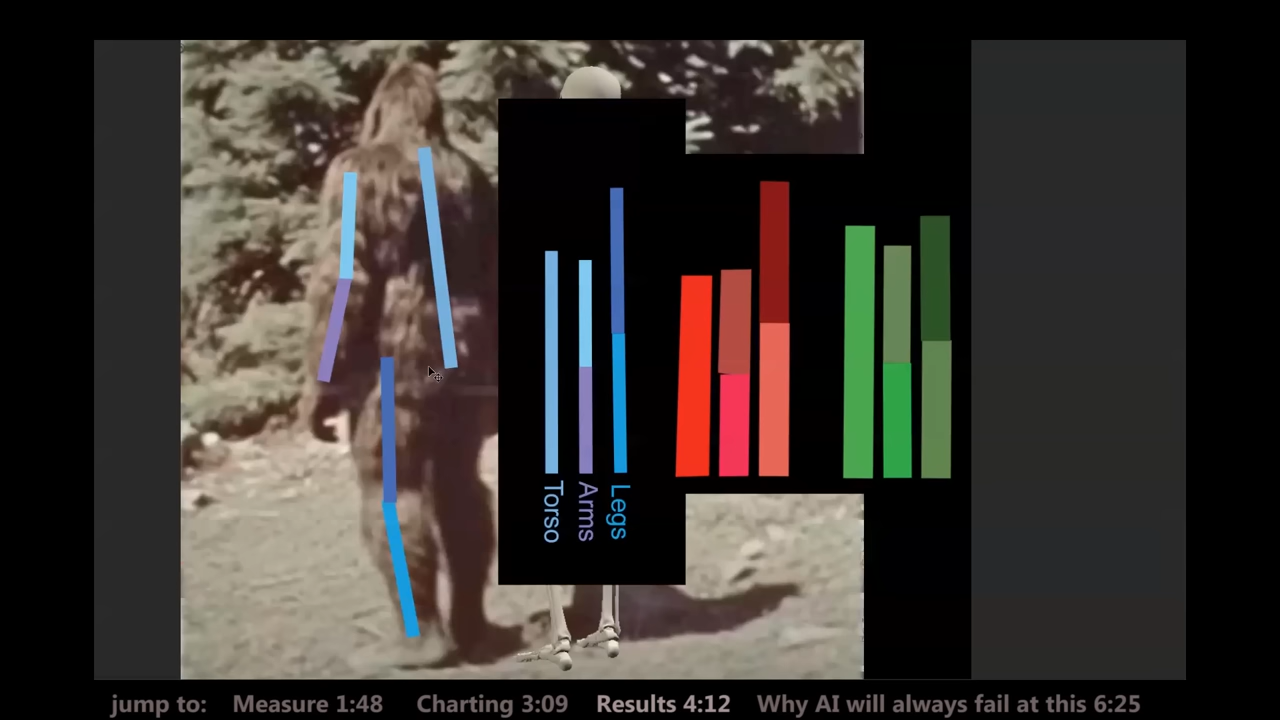 Torso
Arms
Legs
jump to: Measure 1:48 Charting 3:09 Results 4:12 Why AI will always fail at this 6:25